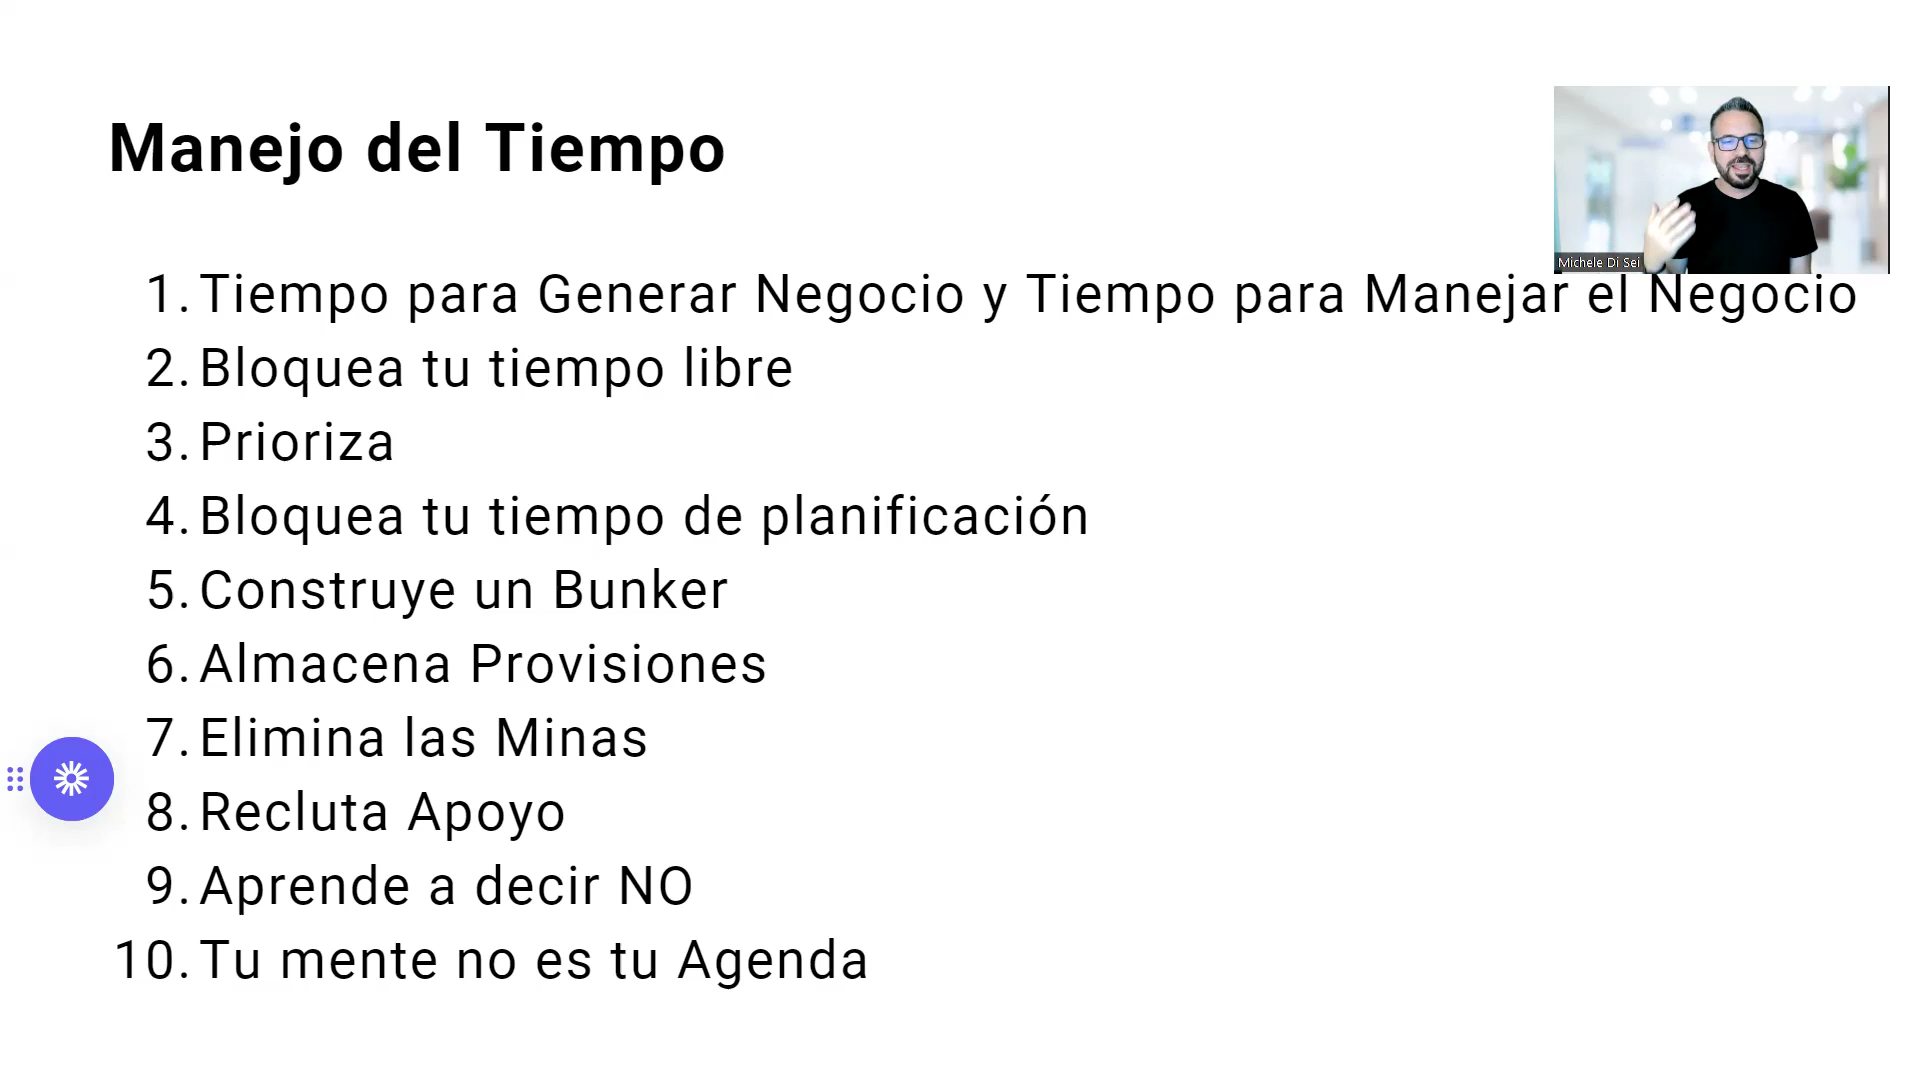 Manejo del Tiempo
Michele Di Sei
1. Tiempo para Generar Negocio y Tiempo para Manejar el Negocio
2. Bloquea tu tiempo libre
3. Prioriza
4. Bloquea tu tiempo de planificación
5. Construye un Bunker
6. Almacena Provisiones
7. Elimina las Minas
8. Recluta Apoyo
9. Aprende a decir NO
10. Tu mente no es tu Agenda